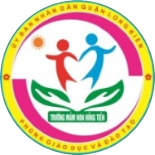 ỦY BAN NHÂN DÂN QUẬN LONG BIÊN
TRƯỜNG MẦM NON HỒNG TIẾN
PHÒNG GIÁO DỤC VÀ ĐÀO TẠO